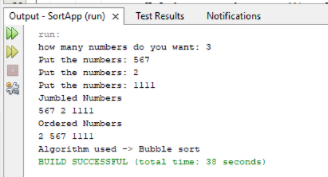 Output - SortApp (run) × Test Results Notifications
run:
how many numbers do you want: 3
Put the numbers: 567
Put the numbers: 2
Put the numbers: 1111
Jumbled Numbers
567 2 1111
Ordered Numbers
2 567 1111
Algorithm used -> Bubble sort
BUILD SUCCESSFUL (total time: 38 seconds)